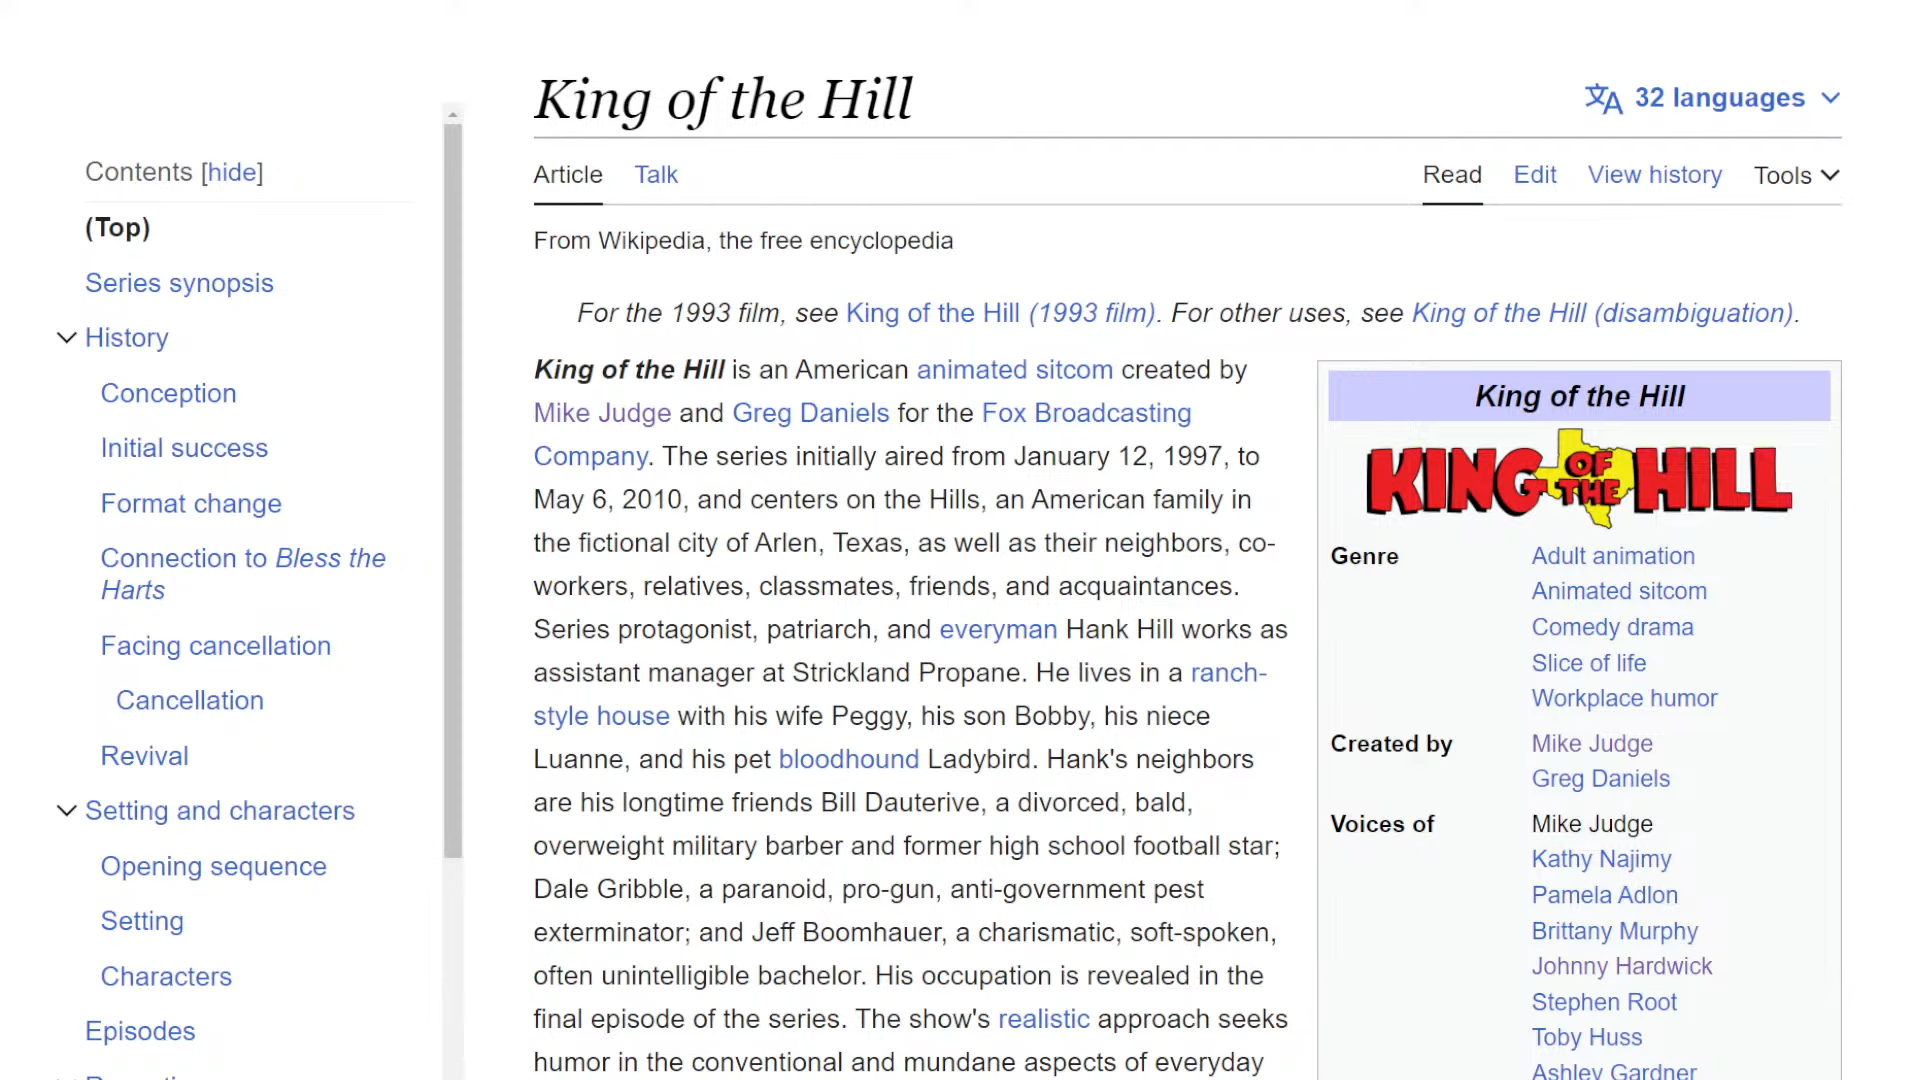 King of the Hill
32 languages
Contents [hide]
(Top)
Series synopsis
History
Conception
Initial success
Format change
Connection to Bless the
Harts
Facing cancellation
Cancellation
Revival
Setting and characters
Opening sequence
Setting
Characters
Episodes
Article Talk
Read Edit View history Tools
From Wikipedia, the free encyclopedia
For the 1993 film, see King of the Hill (1993 film). For other uses, see King of the Hill (disambiguation).
King of the Hill is an American animated sitcom created by
Mike Judge and Greg Daniels for the Fox Broadcasting
Company. The series initially aired from January 12, 1997, to
May 6, 2010, and centers on the Hills, an American family in
the fictional city of Arlen, Texas, as well as their neighbors, co-
workers, relatives, classmates, friends, and acquaintances.
Series protagonist, patriarch, and everyman Hank Hill works as
assistant manager at Strickland Propane. He lives in a ranch-
style house with his wife Peggy, his son Bobby, his niece
Luanne, and his pet bloodhound Ladybird. Hank's neighbors
are his longtime friends Bill Dauterive, a divorced, bald,
overweight military barber and former high school football star;
Dale Gribble, a paranoid, pro-gun, anti-government pest
exterminator; and Jeff Boomhauer, a charismatic, soft-spoken,
often unintelligible bachelor. His occupation is revealed in the
final episode of the series. The show's realistic approach seeks
humor in the conventional and mundane aspects of everyday
King of the Hill
KING OF THE HILL
Genre Adult animation
Animated sitcom
Comedy drama
Slice of life
Workplace humor
Created by Mike Judge
Greg Daniels
Voices of Mike Judge
Kathy Najimy
Pamela Adlon
Brittany Murphy
Johnny Hardwick
Stephen Root
Toby Huss
Ashley Gardner